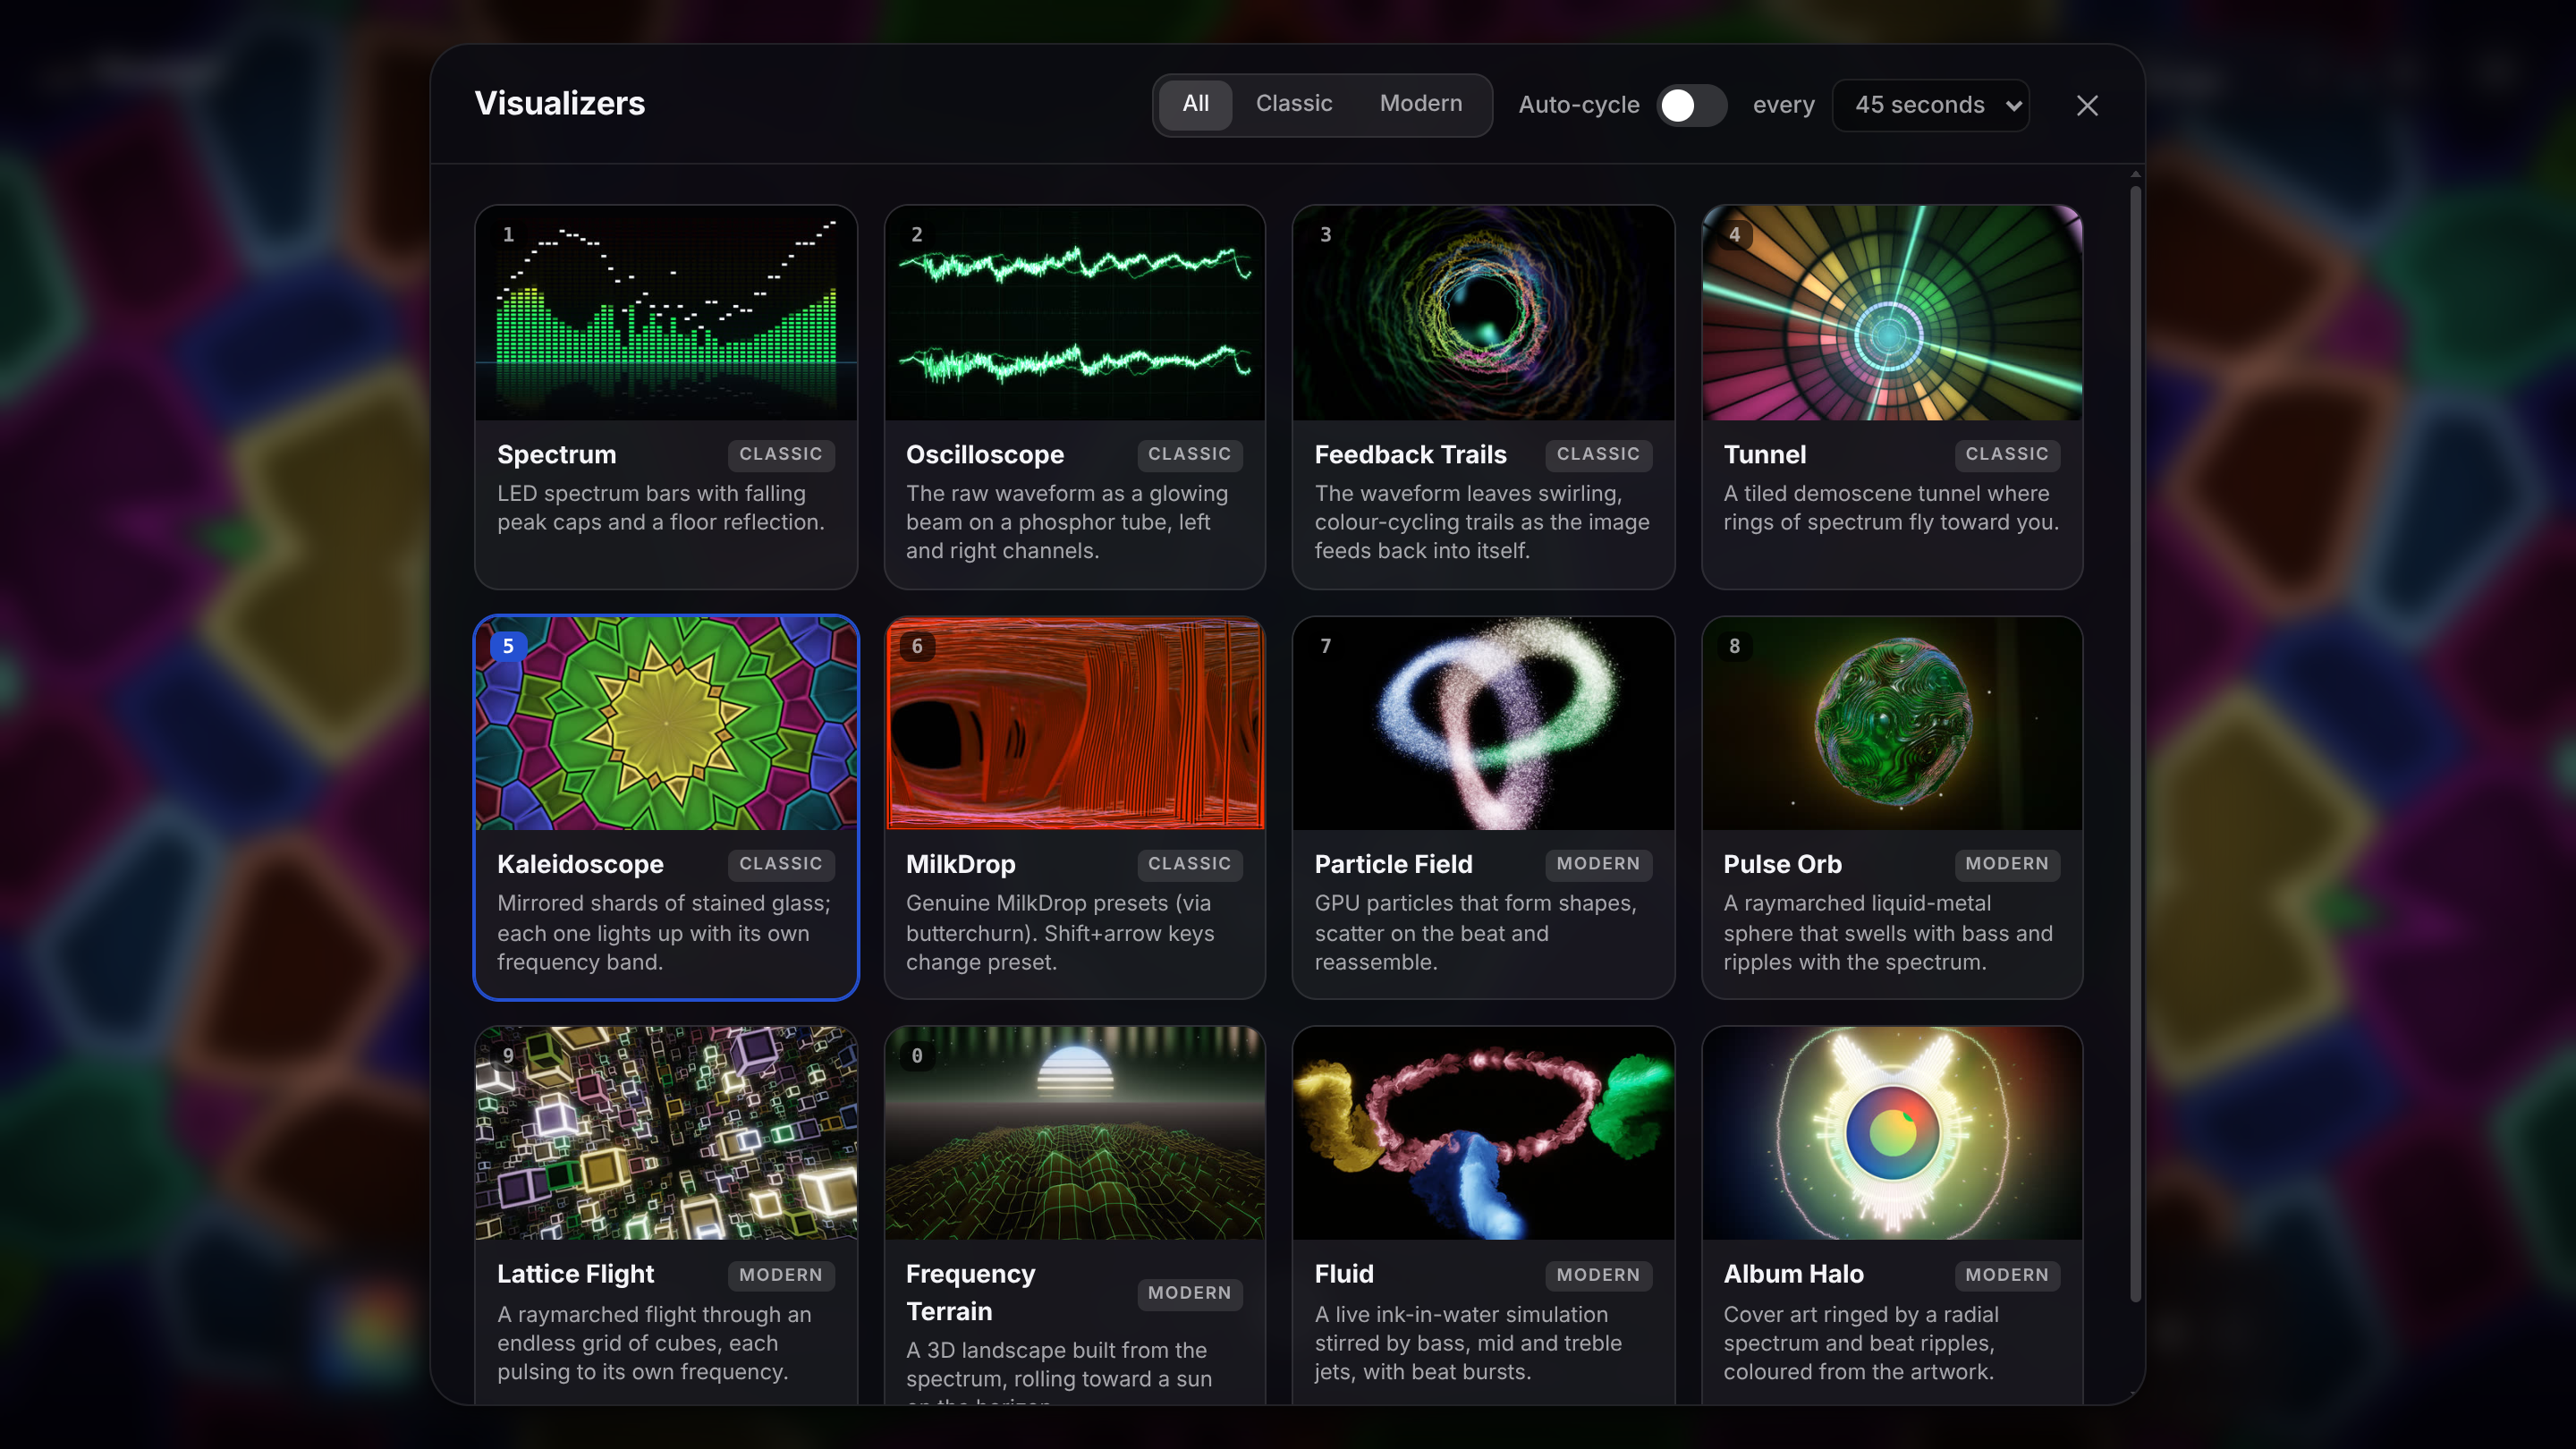 Visualizers
All Classic Modern Auto-cycle every 45 seconds
1
2
3
4
Spectrum CLASSIC
LED spectrum bars with falling
peak caps and a floor reflection.
Oscilloscope CLASSIC
The raw waveform as a glowing
beam on a phosphor tube, left
and right channels.
Feedback Trails CLASSIC
The waveform leaves swirling,
colour-cycling trails as the image
feeds back into itself.
Tunnel CLASSIC
A tiled demoscene tunnel where
rings of spectrum fly toward you.
5
6
7
8
Kaleidoscope CLASSIC
Mirrored shards of stained glass;
each one lights up with its own
frequency band.
MilkDrop CLASSIC
Genuine MilkDrop presets (via
butterchurn). Shift+arrow keys
change preset.
Particle Field MODERN
GPU particles that form shapes,
scatter on the beat and
reassemble.
Pulse Orb MODERN
A raymarched liquid-metal
sphere that swells with bass and
ripples with the spectrum.
9
0
Lattice Flight MODERN
A raymarched flight through an
endless grid of cubes, each
pulsing to its own frequency.
Frequency
Terrain MODERN
A 3D landscape built from the
spectrum, rolling toward a sun
on the horizon.
Fluid MODERN
A live ink-in-water simulation
stirred by bass, mid and treble
jets, with beat bursts.
Album Halo MODERN
Cover art ringed by a radial
spectrum and beat ripples,
coloured from the artwork.